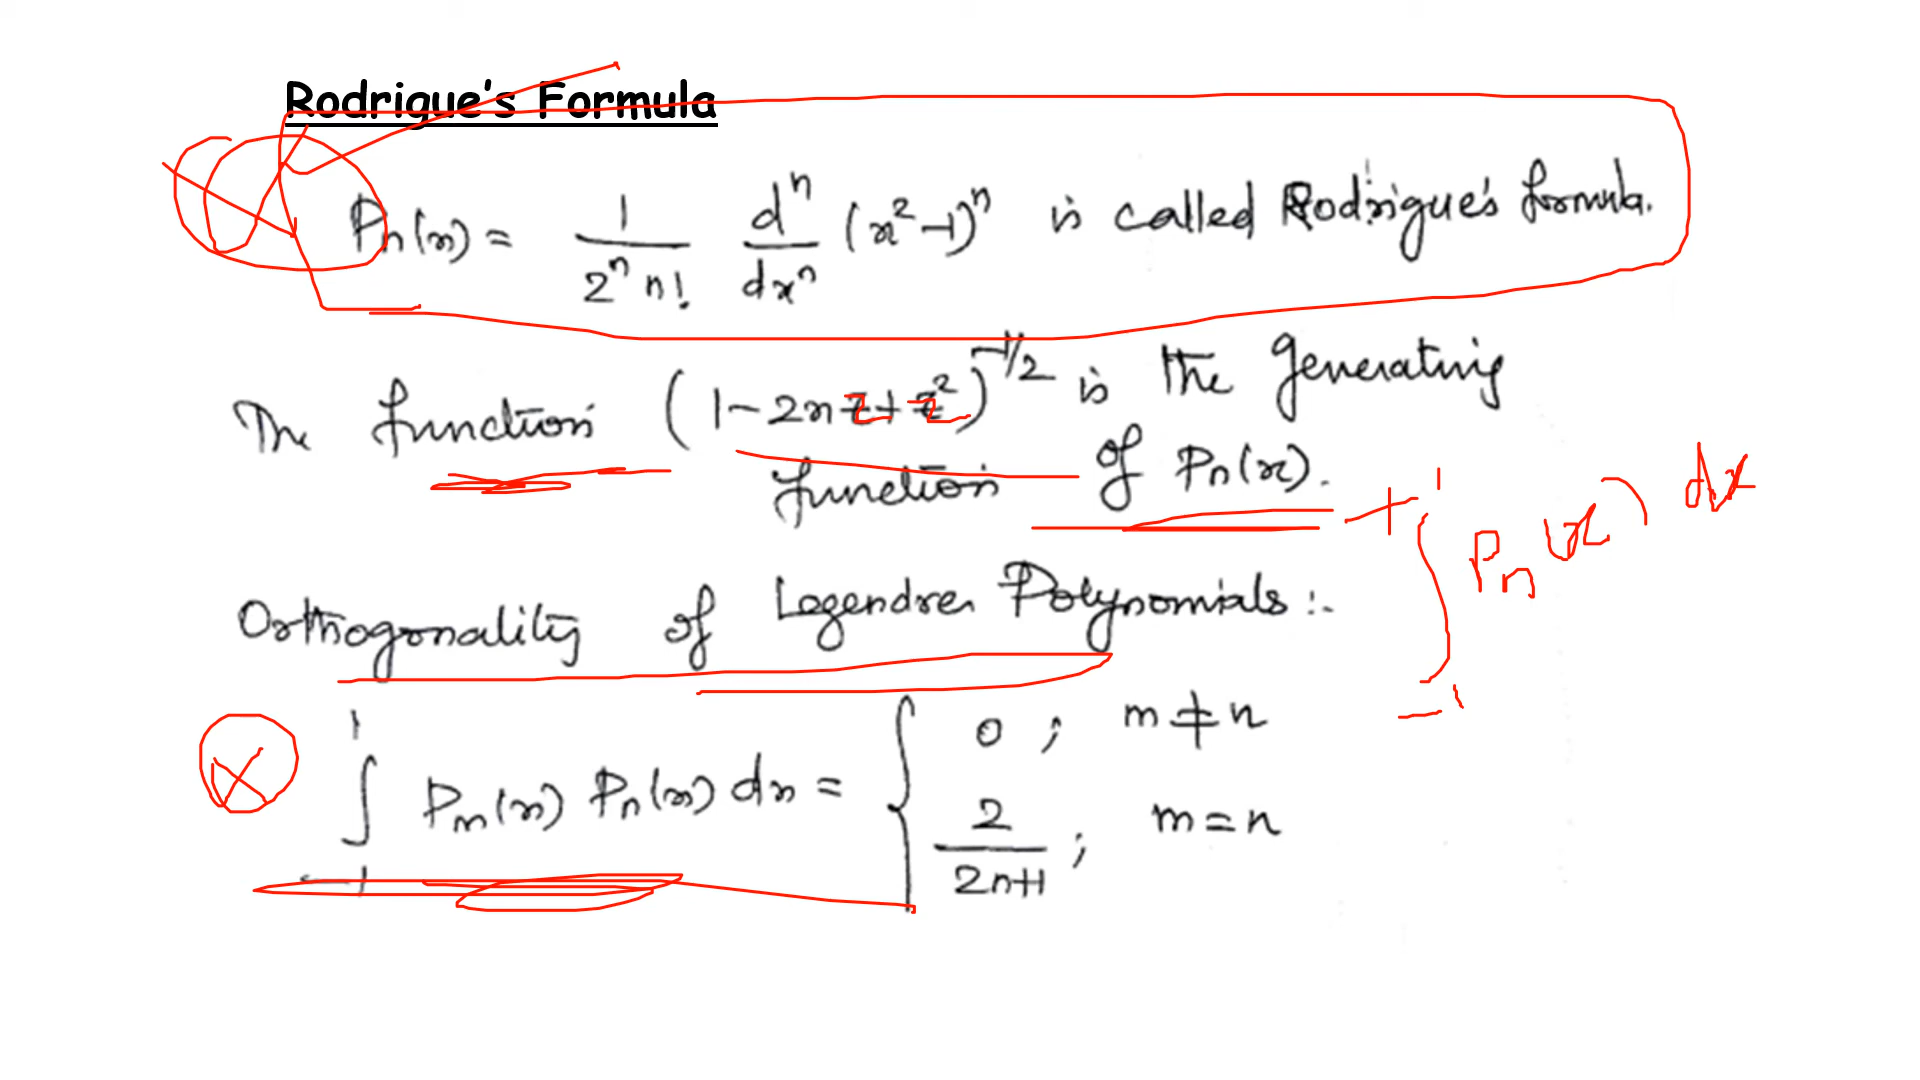 Rodrigue's Formula
Pn(x) = 1/(2^n n!) d^n/dx^n (x²-1)^n is called Rodrigue's formula.
The function (1-2xz+z²)^-1/2 is the generating
function of Pn(x).
+1 ∫ -1 Pn(x) dx
Orthogonality of Legendre Polynomials :-
1 ∫ -1 Pm(x) Pn(x) dx = { 0 ; m ≠ n
2/(2n+1) ; m = n